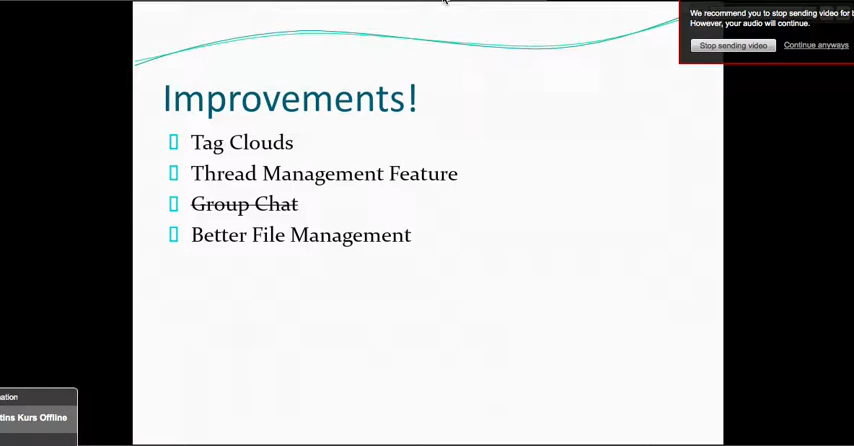 We recommend you to stop sending video for b
However, your audio will continue.
Stop sending video
Continue anyways
Improvements!
Tag Clouds
Thread Management Feature
Group Chat
Better File Management
ation
tins Kurs Offline